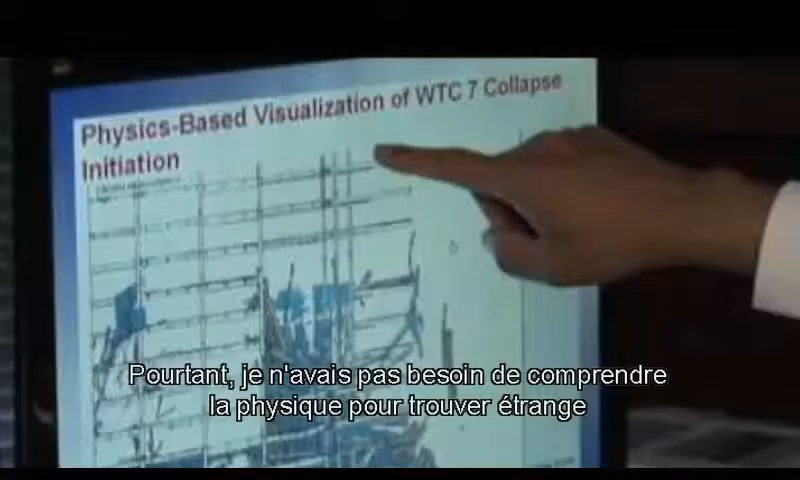 Physics-Based Visualization of WTC 7 Collapse
Initiation
Pourtant, je n'avais pas besoin de comprendre
la physique pour trouver étrange